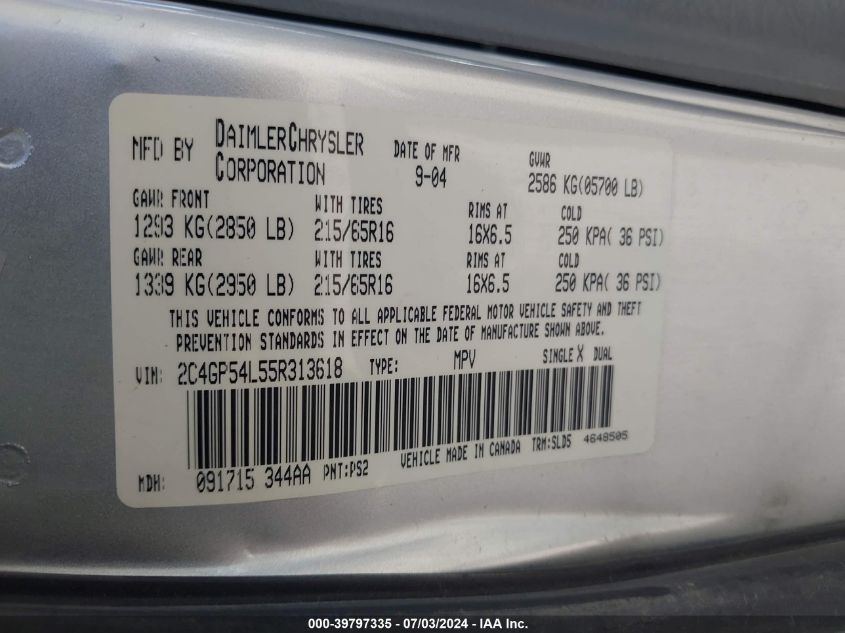 MFD BY DAIMLERCHRYSLER CORPORATION DATE OF MFR 9-04 GVWR 2586 KG(05700 LB)
GAWR FRONT WITH TIRES RIMS AT COLD
1293 KG(2850 LB) 215/65R16 16X6.5 250 KPA( 36 PSI)
GAWR REAR WITH TIRES RIMS AT COLD
1339 KG(2950 LB) 215/65R16 16X6.5 250 KPA( 36 PSI)
THIS VEHICLE CONFORMS TO ALL APPLICABLE FEDERAL MOTOR VEHICLE SAFETY AND THEFT
PREVENTION STANDARDS IN EFFECT ON THE DATE OF MANUFACTURE SHOWN ABOVE.
VIN: 2C4GP54L55R313618 TYPE: MPV SINGLE X DUAL
MDH: 091715 344AA PNT:PS2 VEHICLE MADE IN CANADA TRM:SLD5 4648505
000-39797335 - 07/03/2024 - IAA Inc.